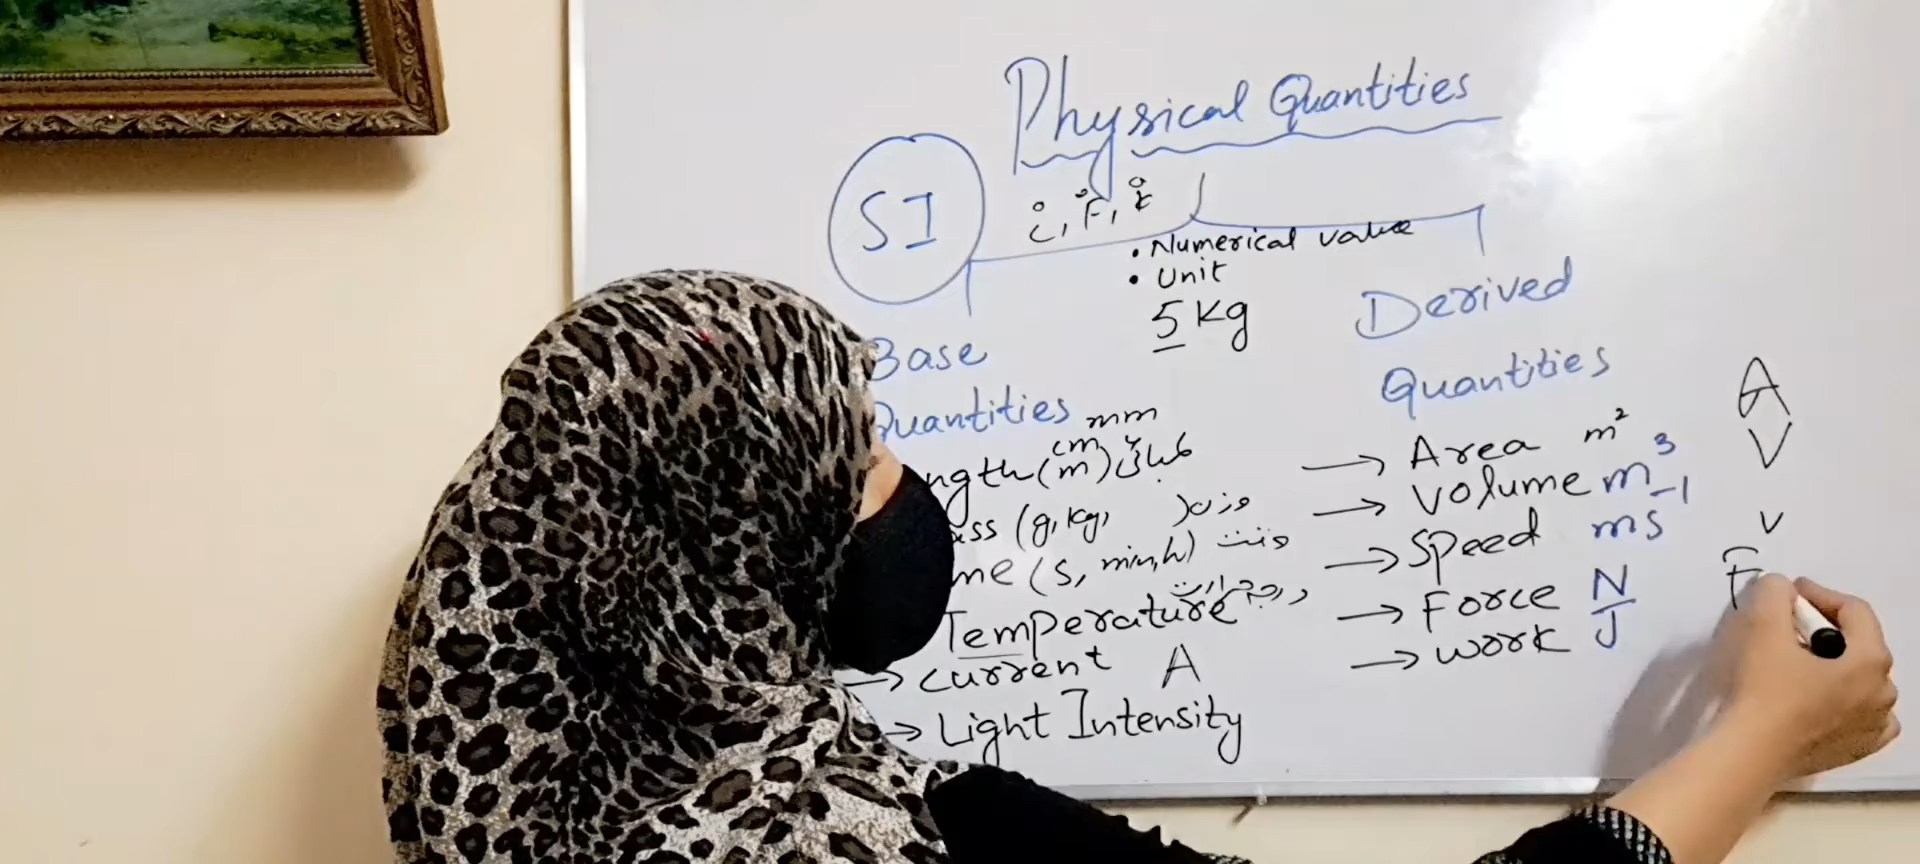 Physical Quantities
SI
°C, °F, °k
• Numerical value
• Unit
5 Kg
Base
Quantities
mm
cm
ngth (m)
ss (g, kg, ) وزن
me (s, min, h) وقت
Temperature درجہ حرارت
→ current A
→ Light Intensity
Derived
Quantities
→ Area m² A
→ Volume m³ V
→ Speed ms⁻¹ v
→ Force N F
→ work J